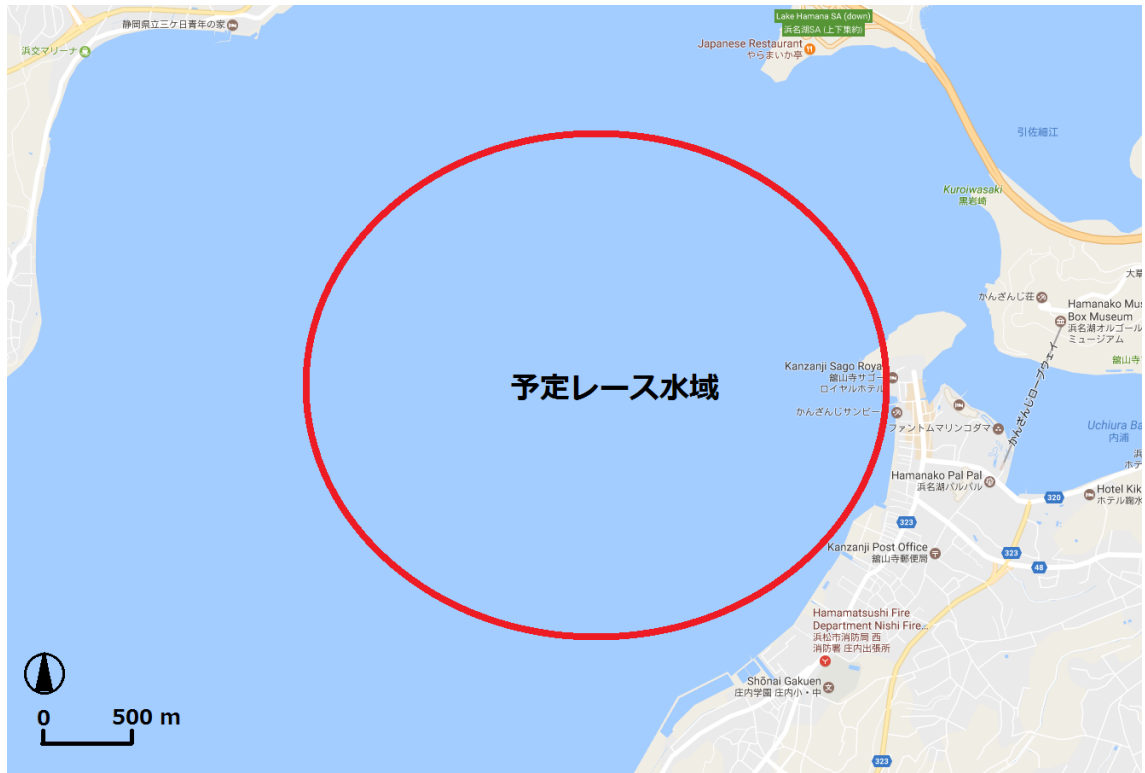 静岡県立三ケ日青年の家
浜交マリーナ
Lake Hamana SA (down)
浜名湖SA (上下集約)
Japanese Restaurant
やらまいか亭
引佐細江
Kuroiwasaki
黒岩崎
大草
かんざんじ荘
Hamanako Mus
Box Museum
浜名湖オルゴール
ミュージアム
舘山寺
かんざんじロープウェイ
Kanzanji Sago Roya
舘山寺サゴー
ロイヤルホテル
予定レース水域
かんざんじサンビー
ファントムマリンコダマ
Uchiura Ba
内浦
浜
ホテ
Hamanako Pal Pal
浜名湖パルパル
Hotel Kik
ホテル鞠水
320
323
323
48
Kanzanji Post Office
舘山寺郵便局
Hamamatsushi Fire
Department Nishi Fire...
浜松市消防局 西
消防署 庄内出張所
Shōnai Gakuen
庄内学園 庄内小・中
0 500 m
323